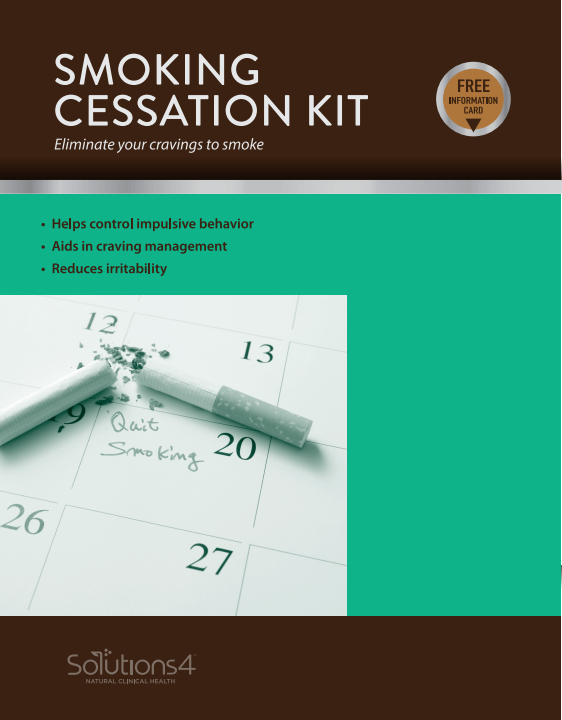 SMOKING
CESSATION KIT
Eliminate your cravings to smoke
FREE
INFORMATION
CARD
• Helps control impulsive behavior
• Aids in craving management
• Reduces irritability
12
13
19
Quit
Smoking
20
26
27
Solutions4
NATURAL CLINICAL HEALTH